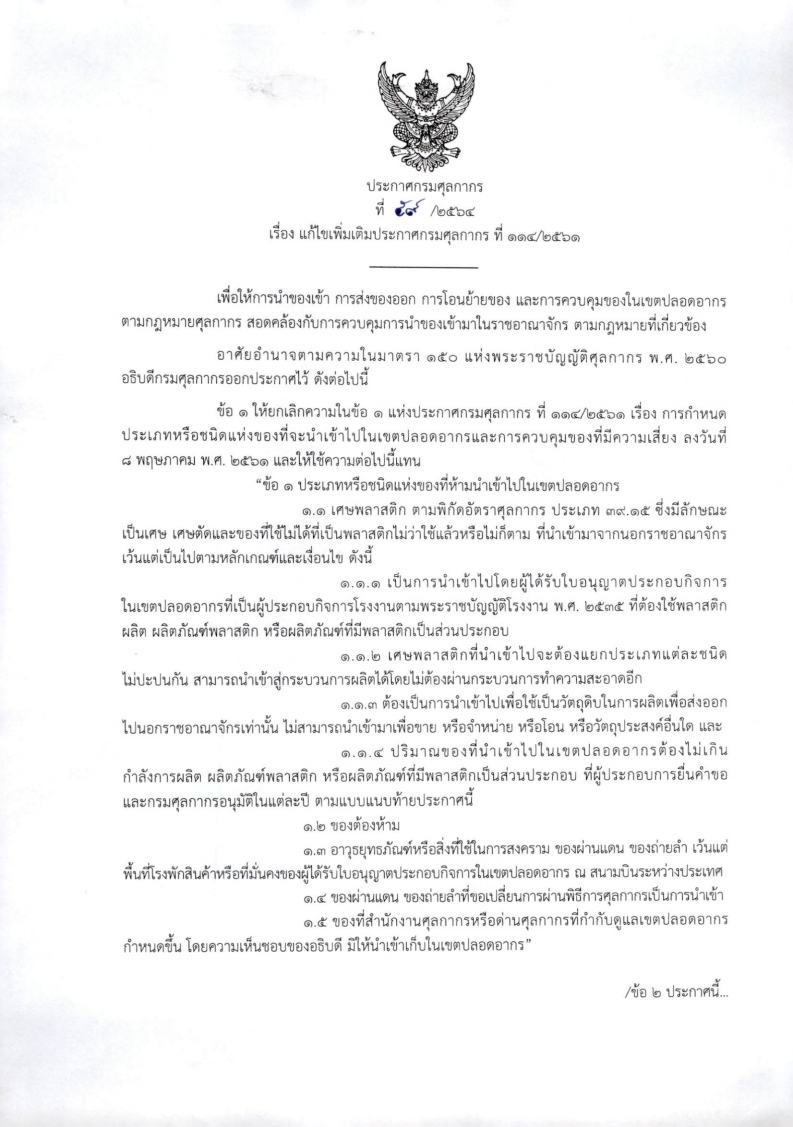 ประกาศกรมศุลกากร
ที่ ๕๙ /๒๕๖๔
เรื่อง แก้ไขเพิ่มเติมประกาศกรมศุลกากร ที่ ๑๑๔/๒๕๖๑
เพื่อให้การนำของเข้า การส่งของออก การโอนย้ายของ และการควบคุมของในเขตปลอดอากร
ตามกฎหมายศุลกากร สอดคล้องกับการควบคุมการนำของเข้ามาในราชอาณาจักร ตามกฎหมายที่เกี่ยวข้อง
อาศัยอำนาจตามความในมาตรา ๑๕๐ แห่งพระราชบัญญัติศุลกากร พ.ศ. ๒๕๖๐
อธิบดีกรมศุลกากรออกประกาศไว้ ดังต่อไปนี้
ข้อ ๑ ให้ยกเลิกความในข้อ ๑ แห่งประกาศกรมศุลกากร ที่ ๑๑๔/๒๕๖๑ เรื่อง การกำหนด
ประเภทหรือชนิดแห่งของที่จะนำเข้าไปในเขตปลอดอากรและการควบคุมของที่มีความเสี่ยง ลงวันที่
๘ พฤษภาคม พ.ศ. ๒๕๖๑ และให้ใช้ความต่อไปนี้แทน
“ข้อ ๑ ประเภทหรือชนิดแห่งของที่ห้ามนำเข้าไปในเขตปลอดอากร
๑.๑ เศษพลาสติก ตามพิกัดอัตราศุลกากร ประเภท ๓๙.๑๕ ซึ่งมีลักษณะ
เป็นเศษ เศษตัดและของที่ใช้ไม่ได้ที่เป็นพลาสติกไม่ว่าใช้แล้วหรือไม่ก็ตาม ที่นำเข้ามาจากนอกราชอาณาจักร
เว้นแต่เป็นไปตามหลักเกณฑ์และเงื่อนไข ดังนี้
๑.๑.๑ เป็นการนำเข้าไปโดยผู้ได้รับใบอนุญาตประกอบกิจการ
ในเขตปลอดอากรที่เป็นผู้ประกอบกิจการโรงงานตามพระราชบัญญัติโรงงาน พ.ศ. ๒๕๓๕ ที่ต้องใช้พลาสติก
ผลิต ผลิตภัณฑ์พลาสติก หรือผลิตภัณฑ์ที่มีพลาสติกเป็นส่วนประกอบ
๑.๑.๒ เศษพลาสติกที่นำเข้าไปจะต้องแยกประเภทแต่ละชนิด
ไม่ปะปนกัน สามารถนำเข้าสู่กระบวนการผลิตได้โดยไม่ต้องผ่านกระบวนการทำความสะอาดอีก
๑.๑.๓ ต้องเป็นการนำเข้าไปเพื่อใช้เป็นวัตถุดิบในการผลิตเพื่อส่งออก
ไปนอกราชอาณาจักรเท่านั้น ไม่สามารถนำเข้ามาเพื่อขาย หรือจำหน่าย หรือโอน หรือวัตถุประสงค์อื่นใด และ
๑.๑.๔ ปริมาณของที่นำเข้าไปในเขตปลอดอากรต้องไม่เกิน
กำลังการผลิต ผลิตภัณฑ์พลาสติก หรือผลิตภัณฑ์ที่มีพลาสติกเป็นส่วนประกอบ ที่ผู้ประกอบการยื่นคำขอ
และกรมศุลกากรอนุมัติในแต่ละปี ตามแบบแนบท้ายประกาศนี้
๑.๒ ของต้องห้าม
๑.๓ อาวุธยุทธภัณฑ์หรือสิ่งที่ใช้ในการสงคราม ของผ่านแดน ของถ่ายลำ เว้นแต่
พื้นที่โรงพักสินค้าหรือที่มั่นคงของผู้ได้รับใบอนุญาตประกอบกิจการในเขตปลอดอากร ณ สนามบินระหว่างประเทศ
๑.๔ ของผ่านแดน ของถ่ายลำที่ขอเปลี่ยนการผ่านพิธีการศุลกากรเป็นการนำเข้า
๑.๕ ของที่สำนักงานศุลกากรหรือด่านศุลกากรที่กำกับดูแลเขตปลอดอากร
กำหนดขึ้น โดยความเห็นชอบของอธิบดี มิให้นำเข้าเก็บในเขตปลอดอากร”
/ข้อ ๒ ประกาศนี้...